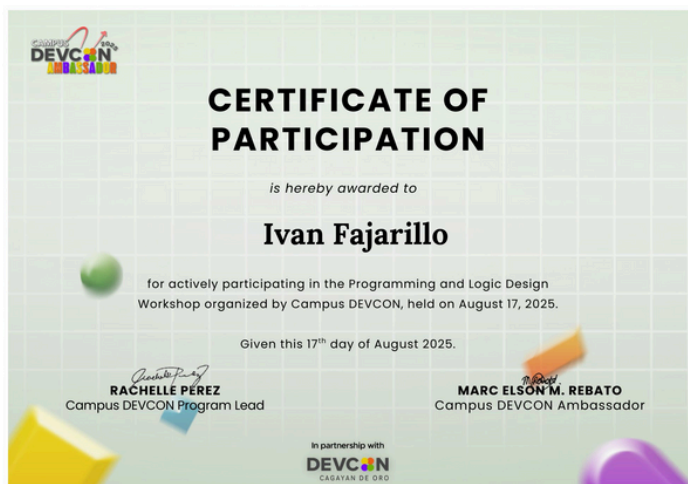 CAMPUS
DEVCON
AMBASSADOR
CERTIFICATE OF
PARTICIPATION
is hereby awarded to
Ivan Fajarillo
for actively participating in the Programming and Logic Design
Workshop organized by Campus DEVCON, held on August 17, 2025.
Given this 17th day of August 2025.
RACHELLE PEREZ
Campus DEVCON Program Lead
MARC ELSON M. REBATO
Campus DEVCON Ambassador
In partnership with
DEVCON
CAGAYAN DE ORO